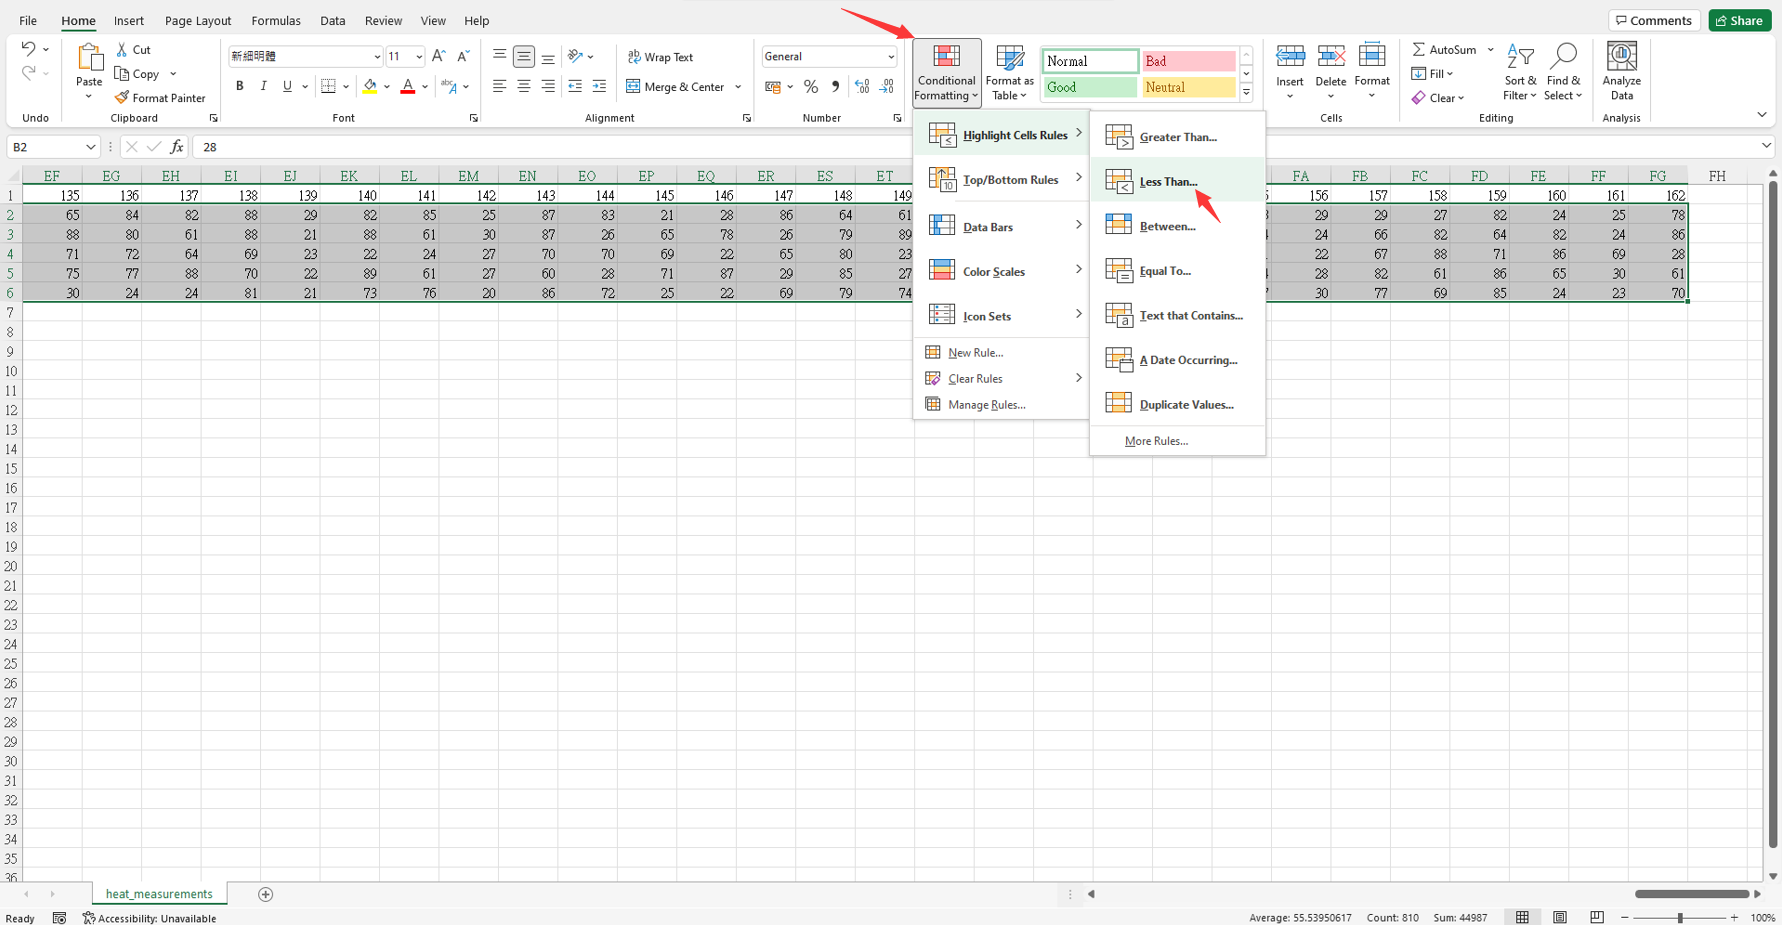 File Home Insert Page Layout Formulas Data Review View Help Comments Share
Cut
Copy
Format Painter
Paste
新細明體 11
B I U
Wrap Text
Merge & Center
General
% 
Conditional Formatting
Format as Table
Normal Bad
Good Neutral
Insert Delete Format
AutoSum
Fill
Clear
Sort & Filter
Find & Select
Analyze Data
Undo Clipboard Font Alignment Number Cells Editing Analysis
B2 fx 28
Highlight Cells Rules
Top/Bottom Rules
Data Bars
Color Scales
Icon Sets
New Rule...
Clear Rules
Manage Rules...
Greater Than...
Less Than...
Between...
Equal To...
Text that Contains...
A Date Occurring...
Duplicate Values...
More Rules...
EF EG EH EI EJ EK EL EM EN EO EP EQ ER ES ET FA FB FC FD FE FF FG FH
1 135 136 137 138 139 140 141 142 143 144 145 146 147 148 149 156 157 158 159 160 161 162
2 65 84 82 88 29 82 85 25 87 83 21 28 86 64 61 29 29 27 82 24 25 78
3 88 80 61 88 21 88 61 30 87 26 65 78 26 79 89 24 66 82 64 82 24 86
4 71 72 64 69 23 22 24 27 70 70 69 22 65 80 23 22 67 88 71 86 69 28
5 75 77 88 70 22 89 61 27 60 28 71 87 29 85 27 28 82 61 86 65 30 61
6 30 24 24 81 21 73 76 20 86 72 25 22 69 79 74 30 77 69 85 24 23 70
7
8
9
10
11
12
13
14
15
16
17
18
19
20
21
22
23
24
25
26
27
28
29
30
31
32
33
34
35
36
heat_measurements
Ready Accessibility: Unavailable Average: 55.53950617 Count: 810 Sum: 44987 100%